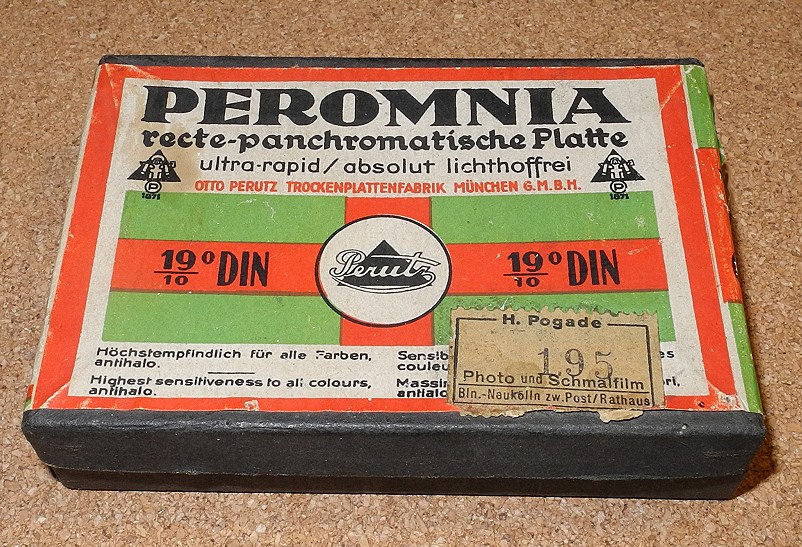 PEROMNIA
recte-panchromatische Platte
ultra-rapid/absolut lichthoffrei
OTTO PERUTZ TROCKENPLATTENFABRIK MÜNCHEN G.M.B.H.
P
1871
P
1871
19/10° DIN
Perutz
19/10° DIN
Höchstempfindlich für alle Farben,
antihalo.
Highest sensitiveness to all colours,
antihalo.
H. Pogade
195
Photo und Schmalfilm
Bln.-Naukölln zw.Post/Rathaus